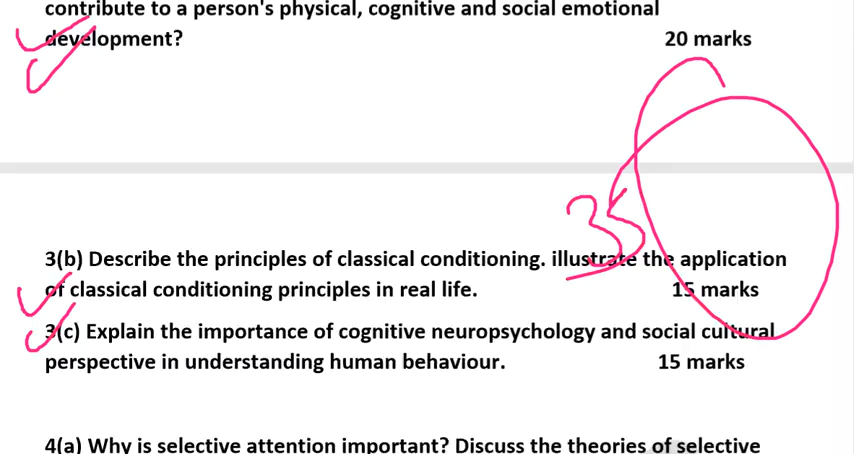 contribute to a person's physical, cognitive and social emotional
development? 20 marks
35
3(b) Describe the principles of classical conditioning. illustrate the application
of classical conditioning principles in real life. 15 marks
3(c) Explain the importance of cognitive neuropsychology and social cultural
perspective in understanding human behaviour. 15 marks
4(a) Why is selective attention important? Discuss the theories of selective